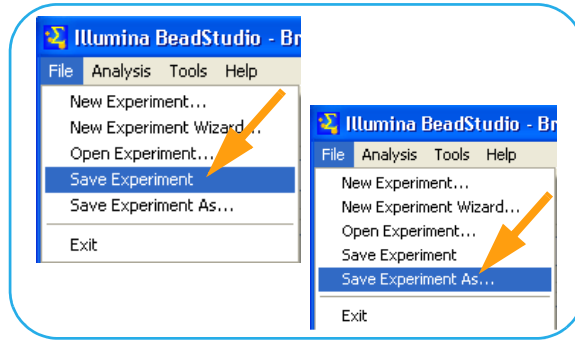 Illumina BeadStudio - Br
File Analysis Tools Help
New Experiment...
New Experiment Wizard...
Open Experiment...
Save Experiment
Save Experiment As...
Exit
Illumina BeadStudio - Br
File Analysis Tools Help
New Experiment...
New Experiment Wizard...
Open Experiment...
Save Experiment
Save Experiment As...
Exit